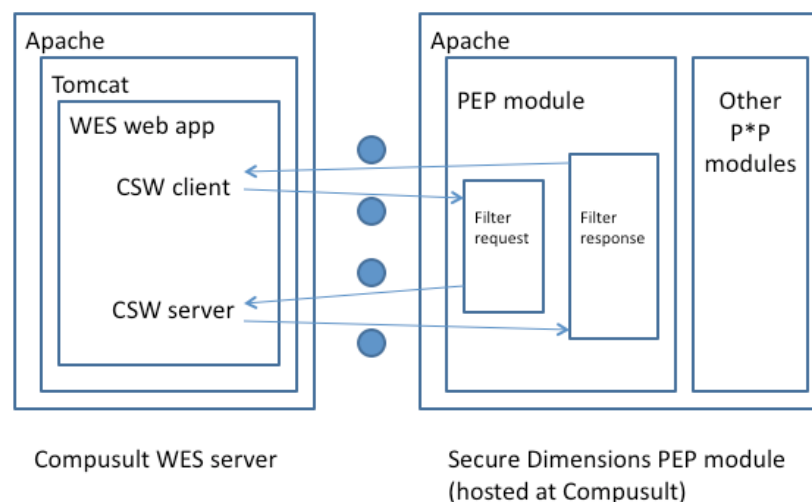 Apache
Tomcat
WES web app
CSW client
CSW server
Apache
PEP module
Filter
request
Filter
response
Other
P*P
modules
Compusult WES server
Secure Dimensions PEP module
(hosted at Compusult)